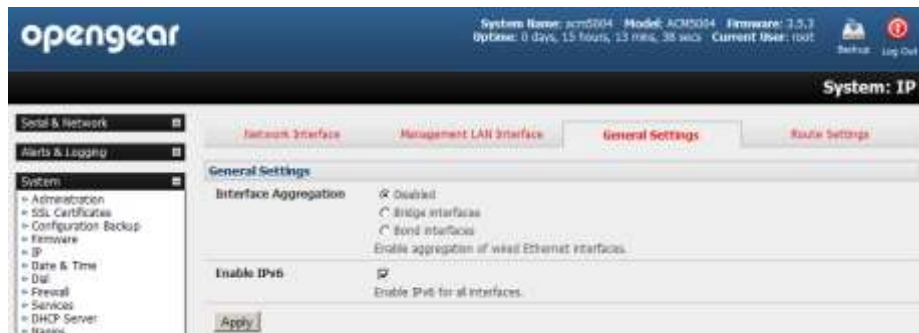 opengear
System Name: acm5004 Model: ACM5004 Firmware: 3.5.3
Uptime: 0 days, 15 hours, 13 mins, 38 secs Current User: root
Backup
Log Out
System: IP
Serial & Network
Alerts & Logging
System
Administration
SSL Certificates
Configuration Backup
Firmware
IP
Date & Time
Dial
Firewall
Services
DHCP Server
Nagios
Network Interface
Management LAN Interface
General Settings
Route Settings
General Settings
Interface Aggregation
Disabled
Bridge interfaces
Bond interfaces
Enable aggregation of wired Ethernet interfaces.
Enable IPv6
Enable IPv6 for all interfaces.
Apply